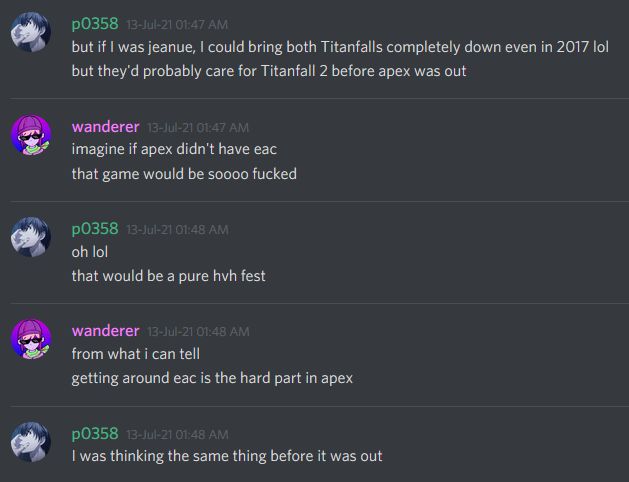 p0358 13-Jul-21 01:47 AM
but if I was jeanue, I could bring both Titanfalls completely down even in 2017 lol
but they'd probably care for Titanfall 2 before apex was out
wanderer 13-Jul-21 01:47 AM
imagine if apex didn't have eac
that game would be soooo fucked
p0358 13-Jul-21 01:48 AM
oh lol
that would be a pure hvh fest
wanderer 13-Jul-21 01:48 AM
from what i can tell
getting around eac is the hard part in apex
p0358 13-Jul-21 01:48 AM
I was thinking the same thing before it was out